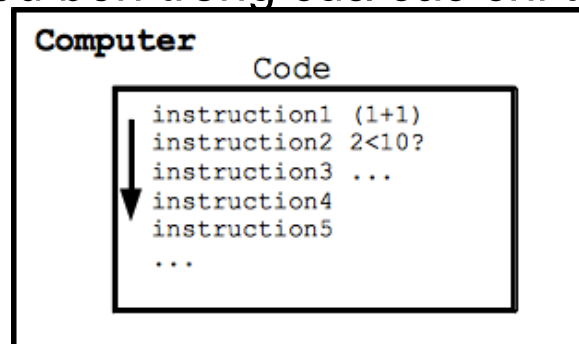 Computer
Code
instruction1 (1+1)
instruction2 2<10?
instruction3 ...
instruction4
instruction5
...